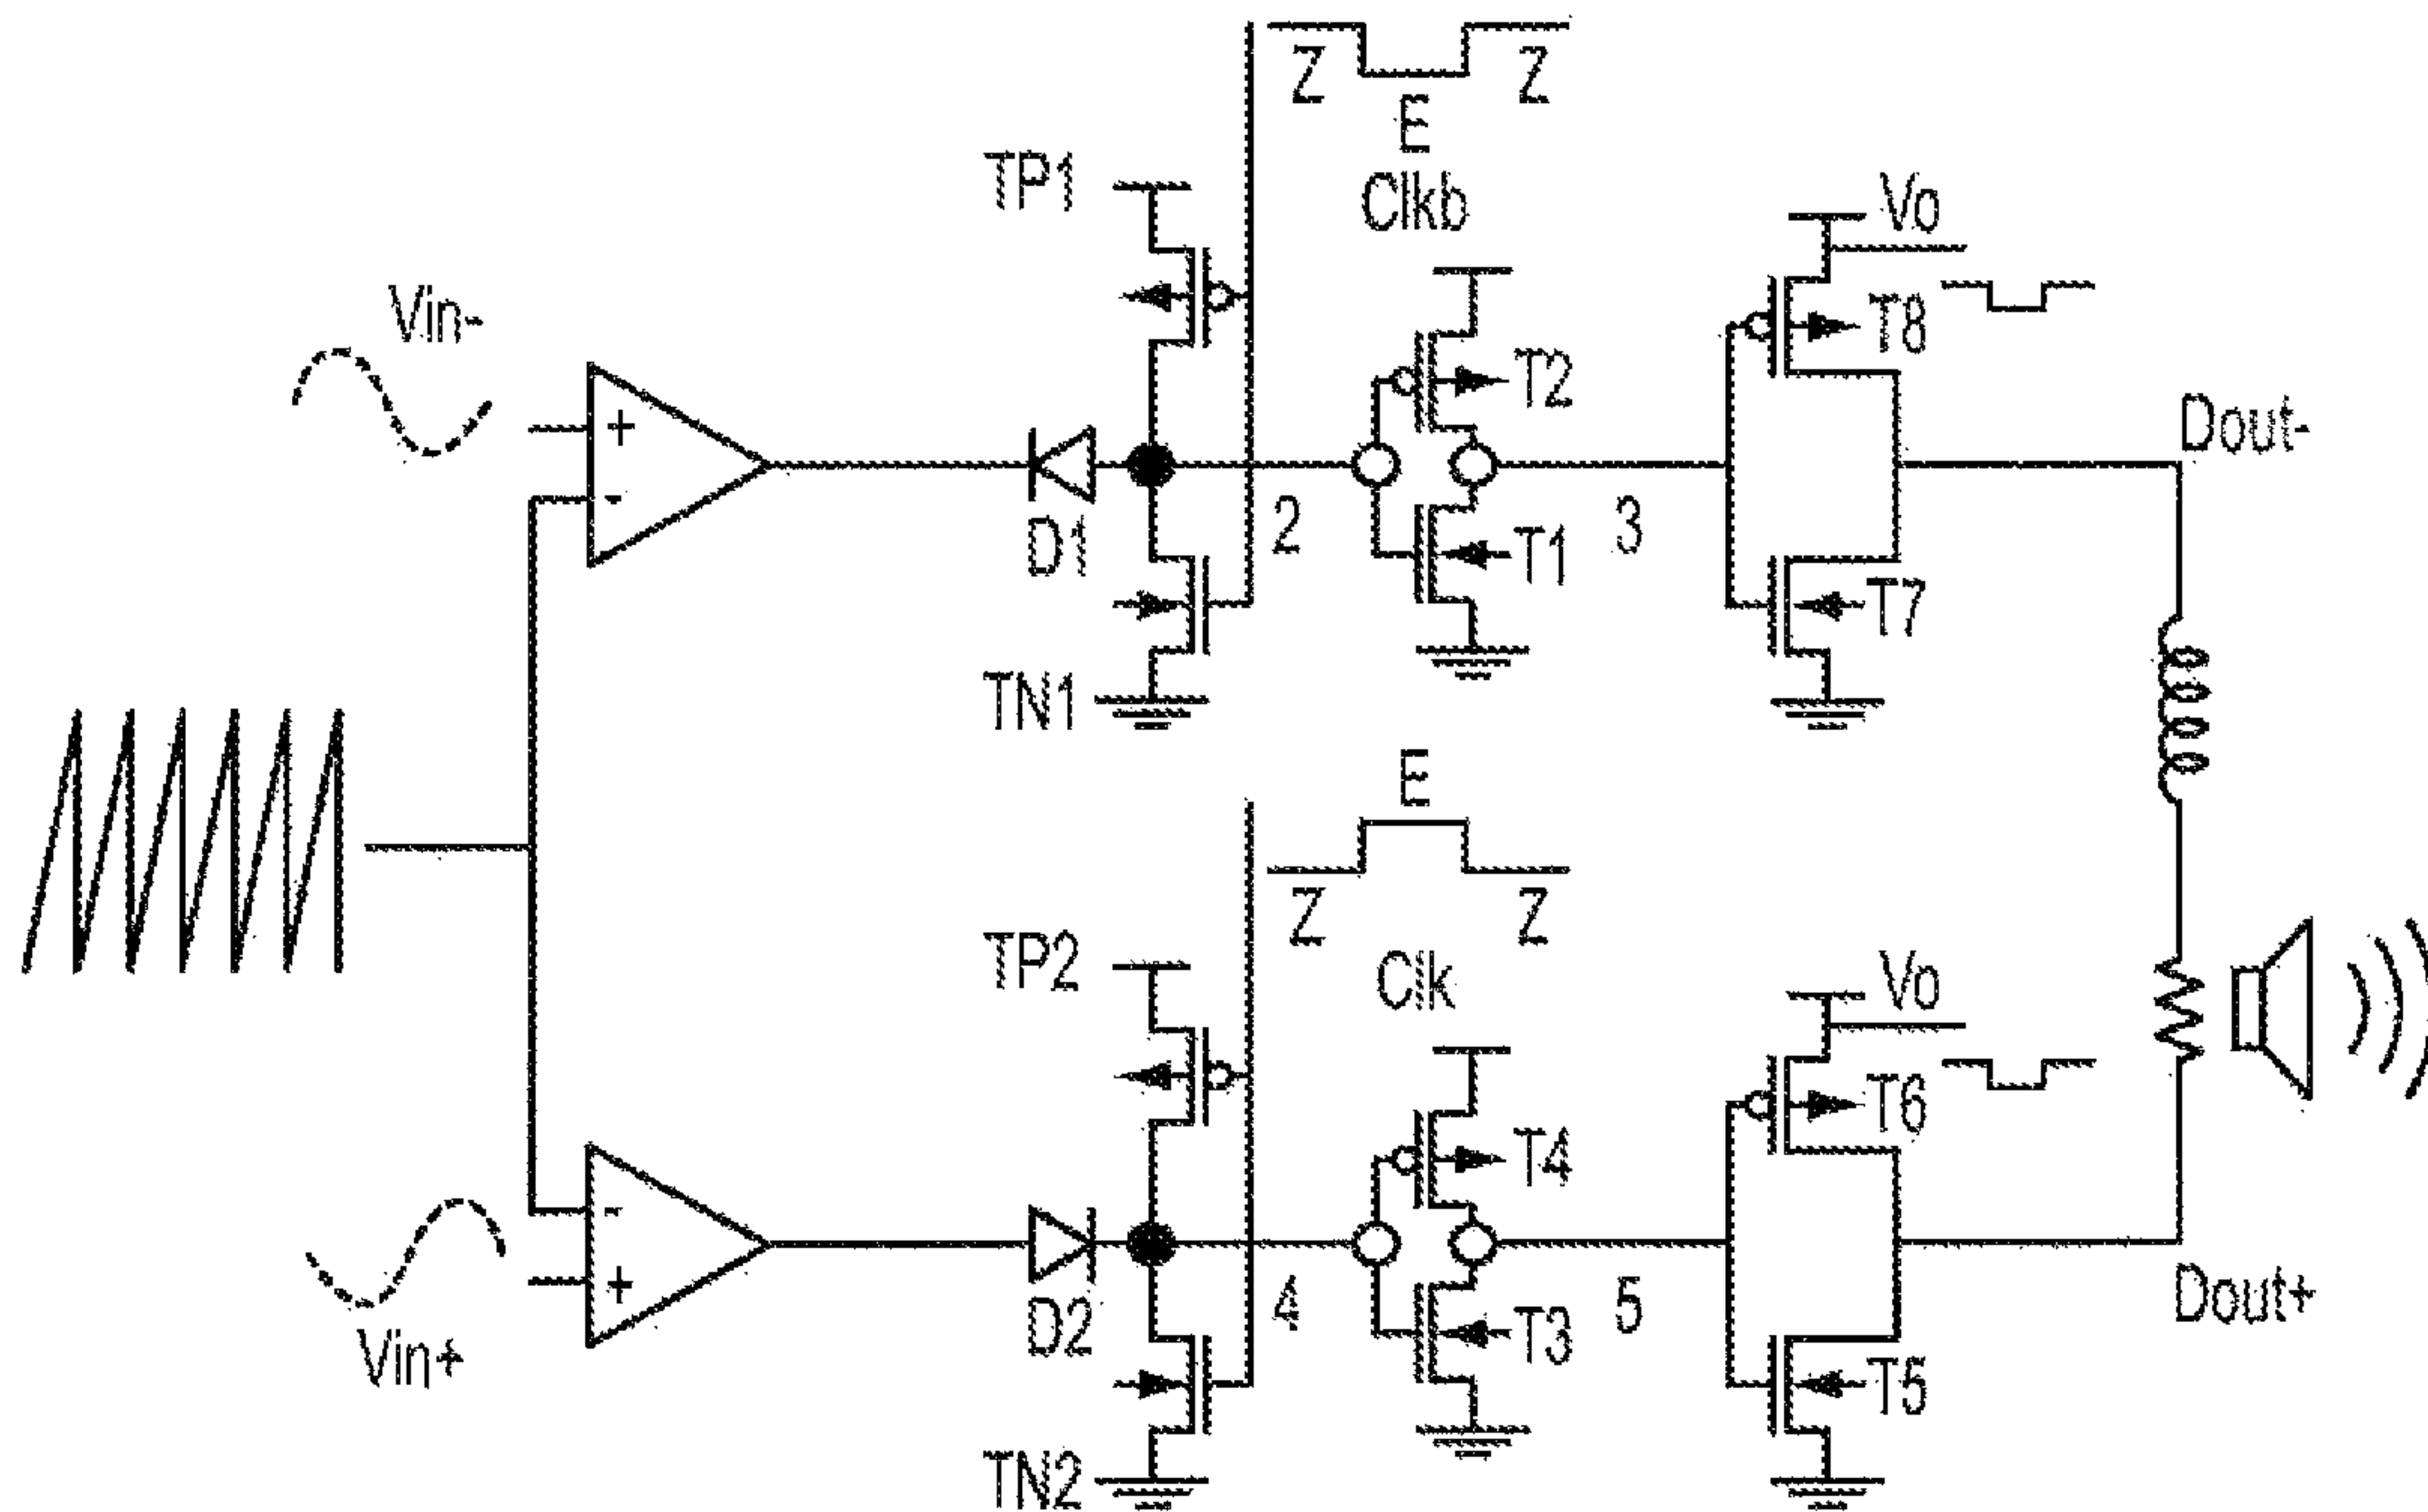 Z Z
E
Clkb
TP1
Vo
Vin-
T8
T2
Dout-
+
-
D1
2
T1
3
T7
TN1
E
Z Z
Clk
TP2
Vo
T6
T4
-
+
D2
4
T3
5
Dout+
Vin+
T5
TN2